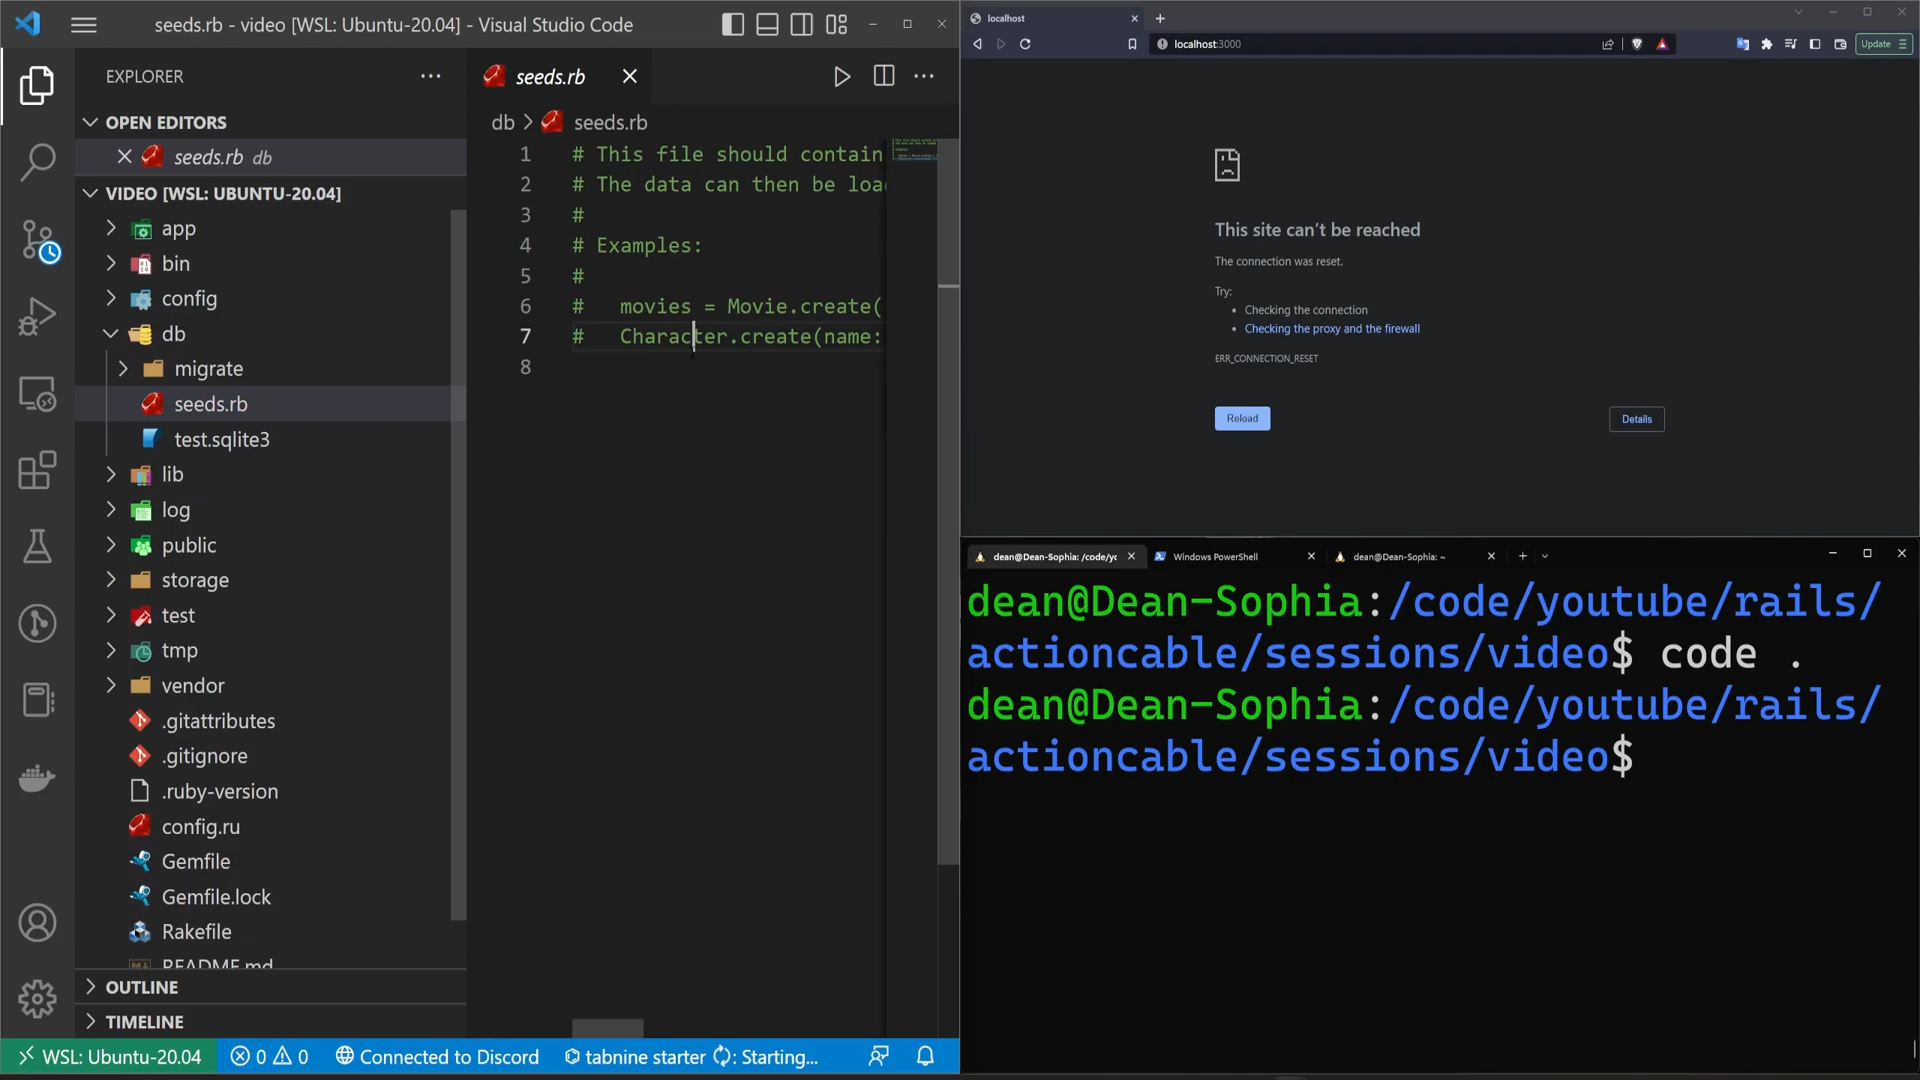 seeds.rb - video [WSL: Ubuntu-20.04] - Visual Studio Code
EXPLORER
OPEN EDITORS
seeds.rb db
VIDEO [WSL: UBUNTU-20.04]
app
bin
config
db
migrate
seeds.rb
test.sqlite3
lib
log
public
storage
test
tmp
vendor
.gitattributes
.gitignore
.ruby-version
config.ru
Gemfile
Gemfile.lock
Rakefile
README.md
OUTLINE
TIMELINE
seeds.rb
db > seeds.rb
1 # This file should contain
2 # The data can then be loa
3 #
4 # Examples:
5 #
6 #   movies = Movie.create(
7 #   Character.create(name:
8
WSL: Ubuntu-20.04 0 0 Connected to Discord tabnine starter : Starting...
localhost
localhost:3000
Update
This site can’t be reached
The connection was reset.
Try:
• Checking the connection
• Checking the proxy and the firewall
ERR_CONNECTION_RESET
Reload
Details
dean@Dean-Sophia: /code/yc
Windows PowerShell
dean@Dean-Sophia: ~
dean@Dean-Sophia:/code/youtube/rails/
actioncable/sessions/video$ code .
dean@Dean-Sophia:/code/youtube/rails/
actioncable/sessions/video$